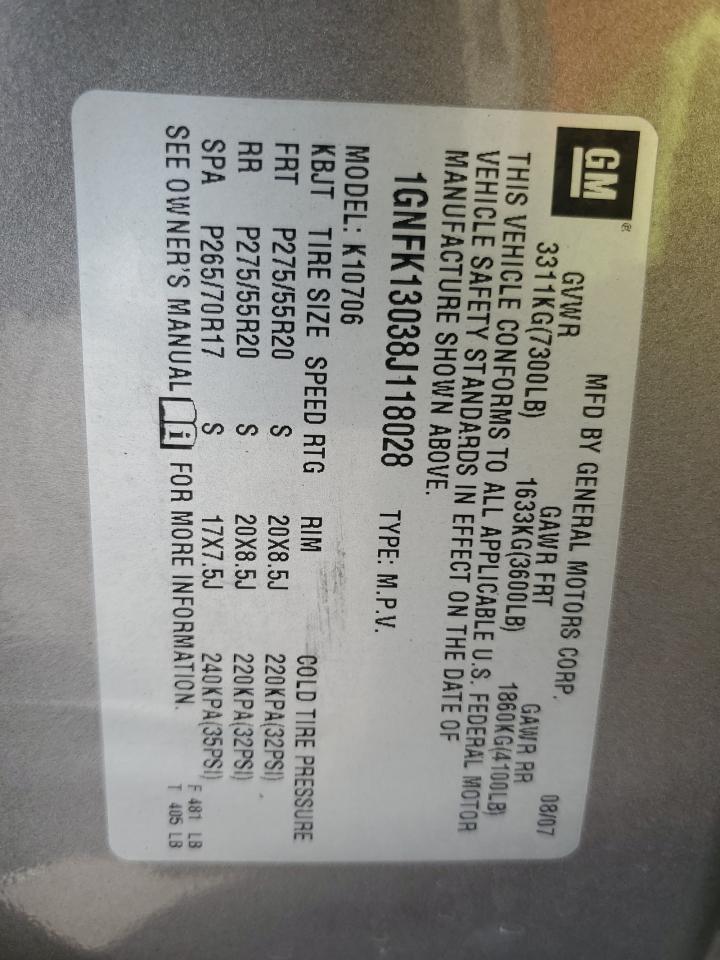 GM®
MFD BY GENERAL MOTORS CORP. 08/07
GVWR GAWR FRT GAWR RR
3311KG(7300LB) 1633KG(3600LB) 1860KG(4100LB)
THIS VEHICLE CONFORMS TO ALL APPLICABLE U.S. FEDERAL MOTOR
VEHICLE SAFETY STANDARDS IN EFFECT ON THE DATE OF
MANUFACTURE SHOWN ABOVE.
1GNFK13038J118028 TYPE: M.P.V.
MODEL: K10706
KBJT TIRE SIZE SPEED RTG RIM COLD TIRE PRESSURE
FRT P275/55R20 S 20X8.5J 220KPA(32PSI)
RR P275/55R20 S 20X8.5J 220KPA(32PSI)
SPA P265/70R17 S 17X7.5J 240KPA(35PSI)
SEE OWNER'S MANUAL i FOR MORE INFORMATION.
F 481 LB
T 405 LB